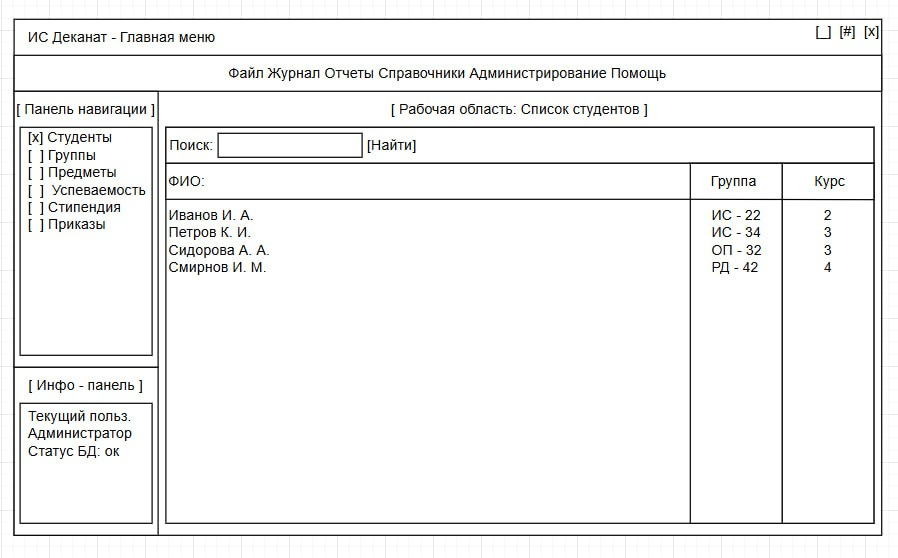 ИС Деканат - Главная меню
[_] [#] [x]
Файл Журнал Отчеты Справочники Администрирование Помощь
[ Панель навигации ]
[x] Студенты
[ ] Группы
[ ] Предметы
[ ] Успеваемость
[ ] Стипендия
[ ] Приказы
[ Инфо - панель ]
Текущий польз.
Администратор
Статус БД: ок
[ Рабочая область: Список студентов ]
Поиск: [Найти]
ФИО: Группа Курс
Иванов И. А. ИС - 22 2
Петров К. И. ИС - 34 3
Сидорова А. А. ОП - 32 3
Смирнов И. М. РД - 42 4